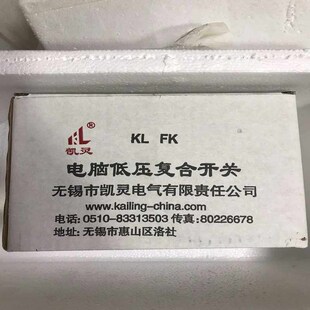 KL®
凯灵
KL FK
电脑低压复合开关
无锡市凯灵电气有限责任公司
www.kailing-china.com
电话: 0510-83313503 传真: 80226678
地址: 无锡市惠山区洛社